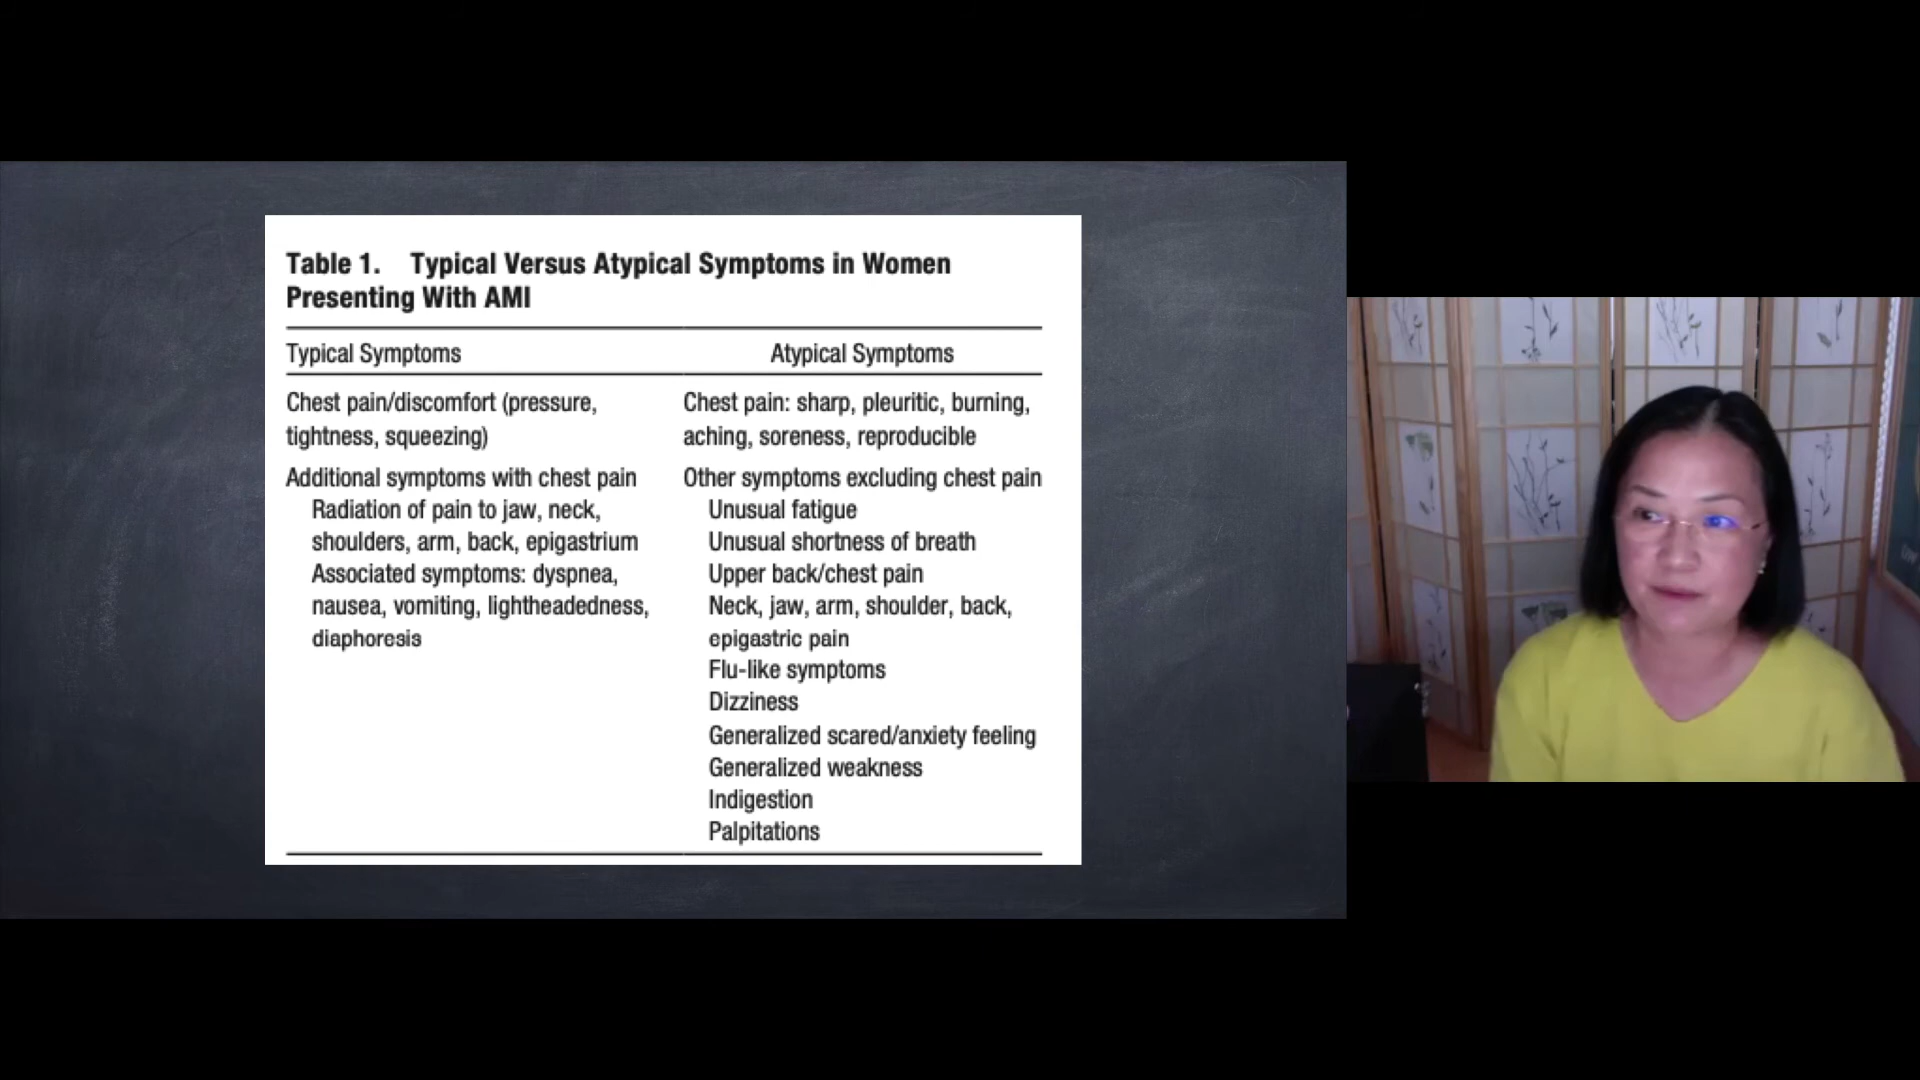 Table 1. Typical Versus Atypical Symptoms in Women
Presenting With AMI
Typical Symptoms
Atypical Symptoms
Chest pain/discomfort (pressure,
tightness, squeezing)
Chest pain: sharp, pleuritic, burning,
aching, soreness, reproducible
Additional symptoms with chest pain
Radiation of pain to jaw, neck,
shoulders, arm, back, epigastrium
Associated symptoms: dyspnea,
nausea, vomiting, lightheadedness,
diaphoresis
Other symptoms excluding chest pain
Unusual fatigue
Unusual shortness of breath
Upper back/chest pain
Neck, jaw, arm, shoulder, back,
epigastric pain
Flu-like symptoms
Dizziness
Generalized scared/anxiety feeling
Generalized weakness
Indigestion
Palpitations